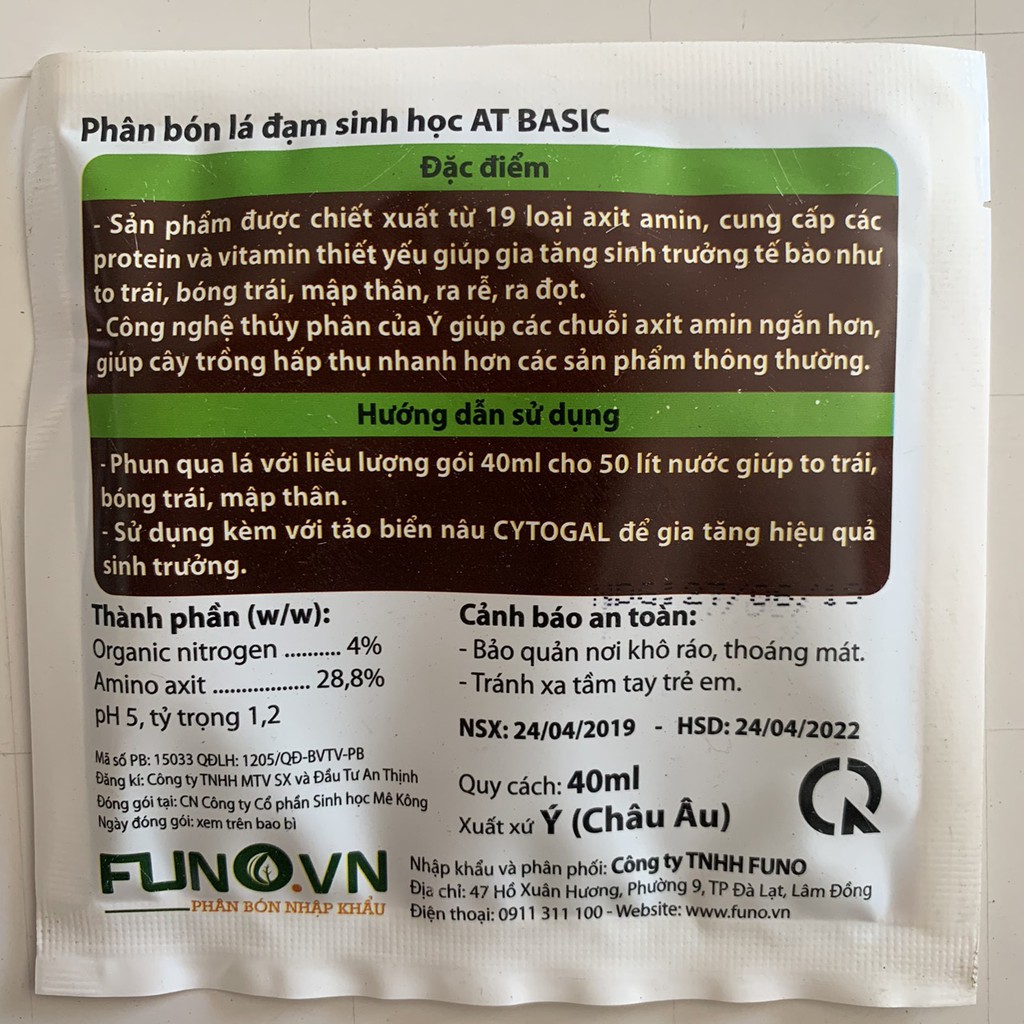 Phân bón lá đạm sinh học AT BASIC
Đặc điểm
- Sản phẩm được chiết xuất từ 19 loại axit amin, cung cấp các
protein và vitamin thiết yếu giúp gia tăng sinh trưởng tế bào như
to trái, bóng trái, mập thân, ra rễ, ra đọt.
-Công nghệ thủy phân của Ý giúp các chuỗi axit amin ngắn hơn,
giúp cây trồng hấp thụ nhanh hơn các sản phẩm thông thường.
Hướng dẫn sử dụng
-Phun qua lá với liều lượng gói 40ml cho 50 lít nước giúp to trái,
bóng trái, mập thân.
- Sử dụng kèm với tảo biển nâu CYTOGAL để gia tăng hiệu quả
sinh trưởng.
Thành phần (w/w):
Organic nitrogen .......... 4%
Amino axit ................. 28,8%
pH 5, tỷ trọng 1,2
Mã số PB: 15033 QĐLH: 1205/QĐ-BVTV-PB
Đăng kí: Công ty TNHH MTV SX và Đầu Tư An Thịnh
Đóng gói tại: CN Công ty Cổ phần Sinh học Mê Kông
Ngày đóng gói: xem trên bao bì
Cảnh báo an toàn:
- Bảo quản nơi khô ráo, thoáng mát.
- Tránh xa tầm tay trẻ em.
NSX: 24/04/2019 - HSD: 24/04/2022
Quy cách: 40ml
Xuất xứ Ý (Châu Âu)
FUNO.VN
PHÂN BÓN NHẬP KHẨU
Nhập khẩu và phân phối: Công ty TNHH FUNO
Địa chỉ: 47 Hồ Xuân Hương, Phường 9, TP Đà Lạt, Lâm Đồng
Điện thoại: 0911 311 100 - Website: www.funo.vn